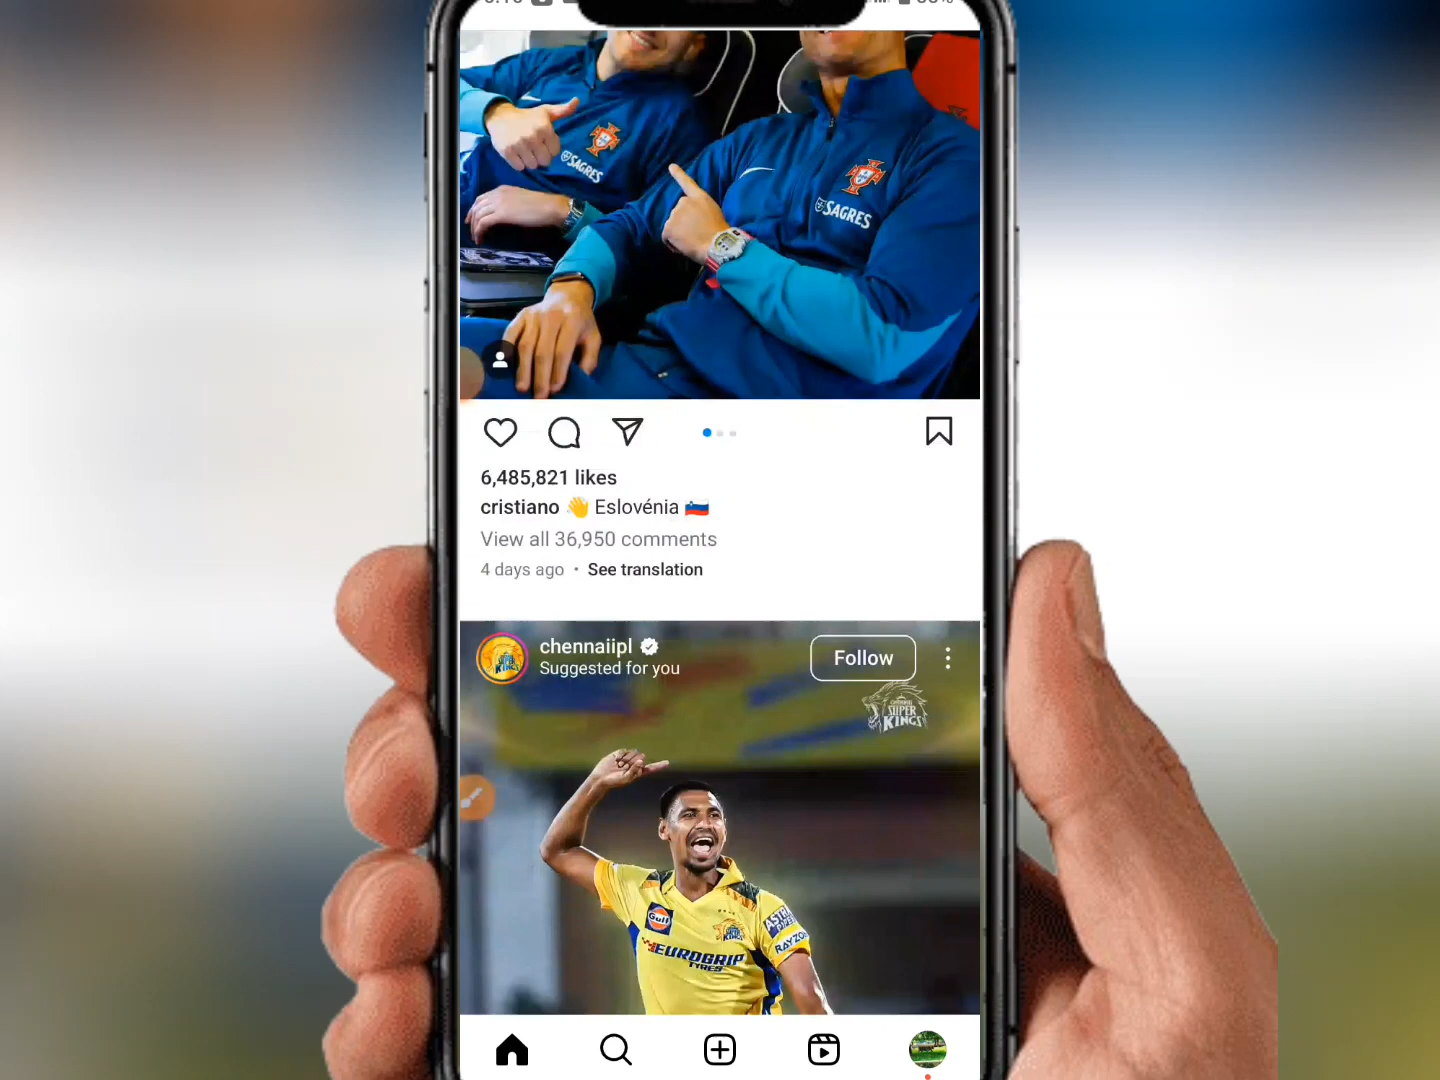 SAGRES
SAGRES
6,485,821 likes
cristiano 👋 Eslovénia 🇸🇮
View all 36,950 comments
4 days ago • See translation
chennaiipl
Suggested for you
Follow
CHENNAI
SUPER
KINGS
Gulf
EUROGRIP
TYRES